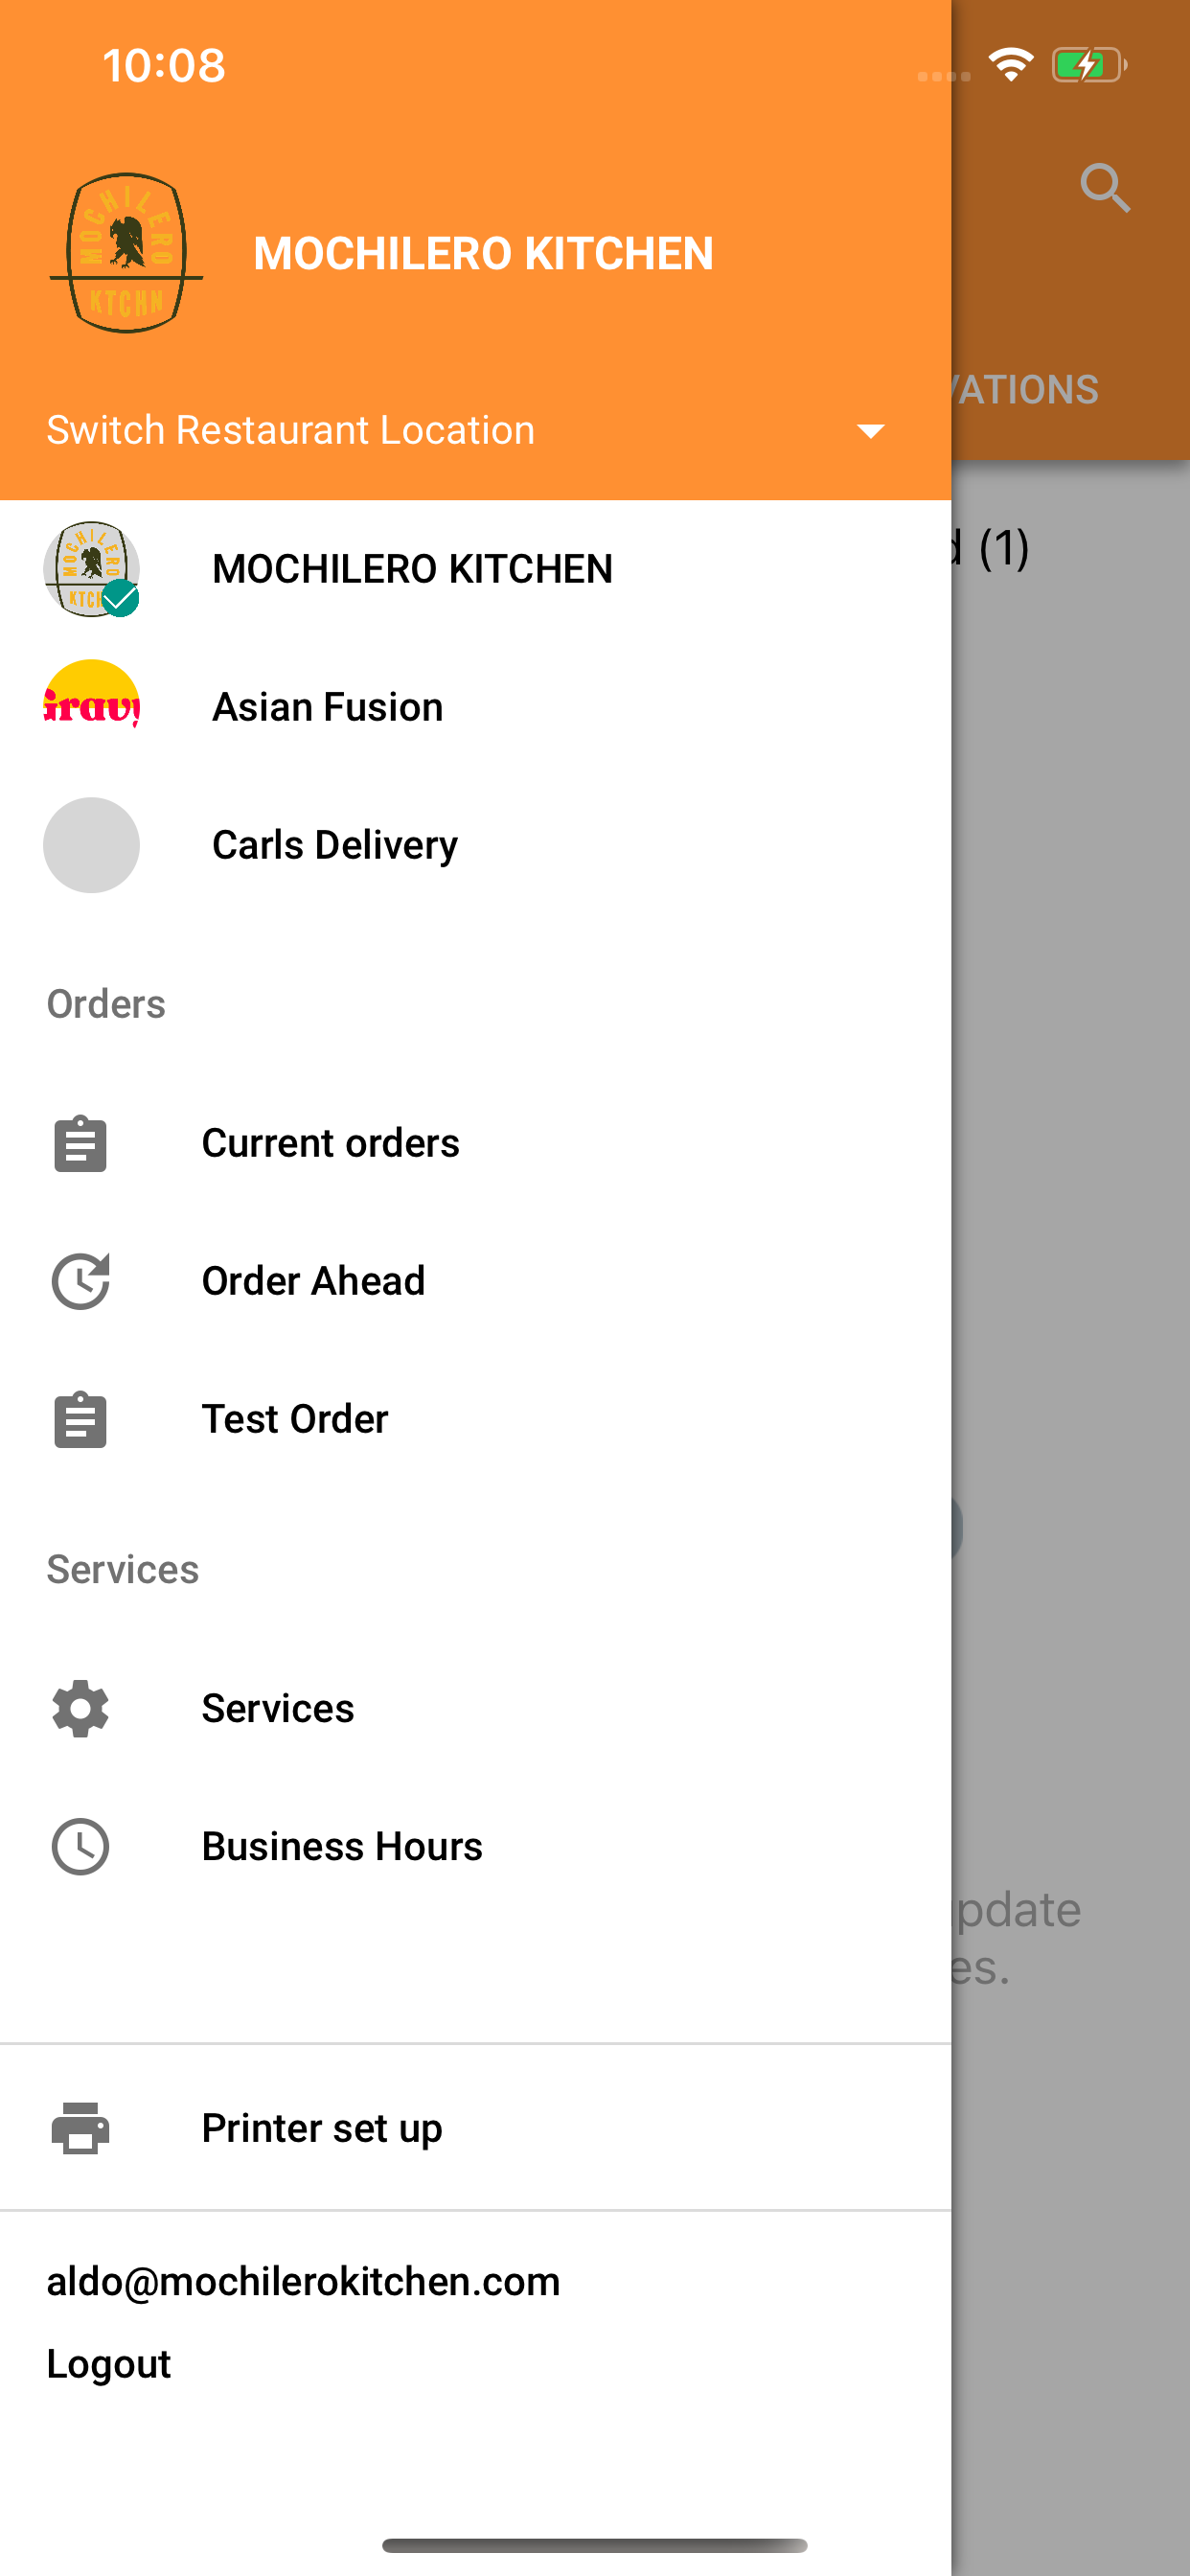 10:08
MOCHILERO
KTCHN
MOCHILERO KITCHEN
VATIONS
Switch Restaurant Location
(1)
MOCHILERO
MOCHILERO KITCHEN
Asian Fusion
Carls Delivery
Orders
Current orders
Order Ahead
Test Order
Services
Services
Business Hours
pdate
es.
Printer set up
aldo@mochilerokitchen.com
Logout